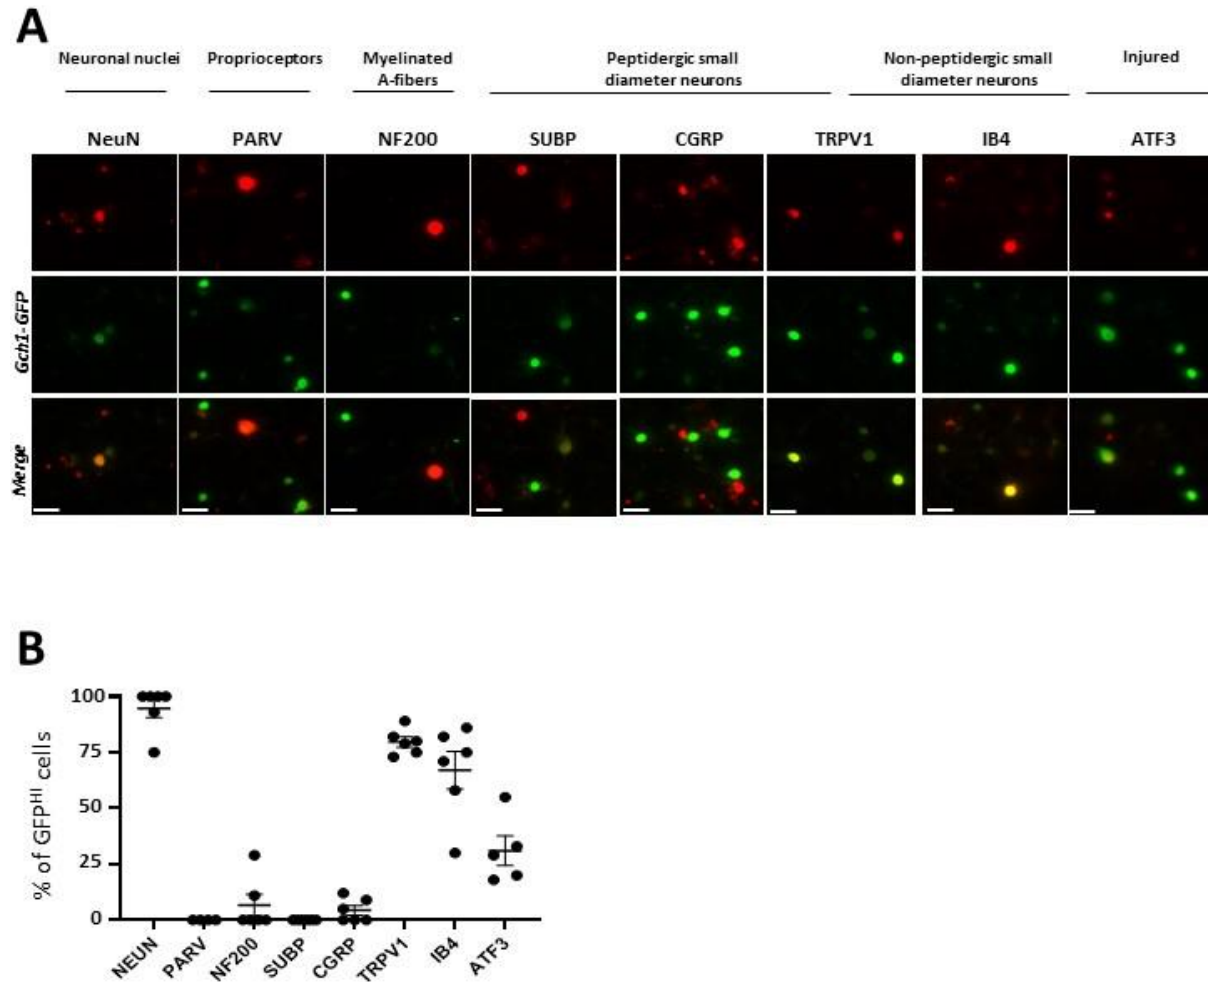 A
Neuronal nuclei Proprioceptors Myelinated A-fibers Peptidergic small diameter neurons Non-peptidergic small diameter neurons Injured
NeuN PARV NF200 SUBP CGRP TRPV1 IB4 ATF3
Gch1-GFP
Merge
B
% of GFPHI cells
100
75
50
25
0
NEUN PARV NF200 SUBP CGRP TRPV1 IB4 ATF3